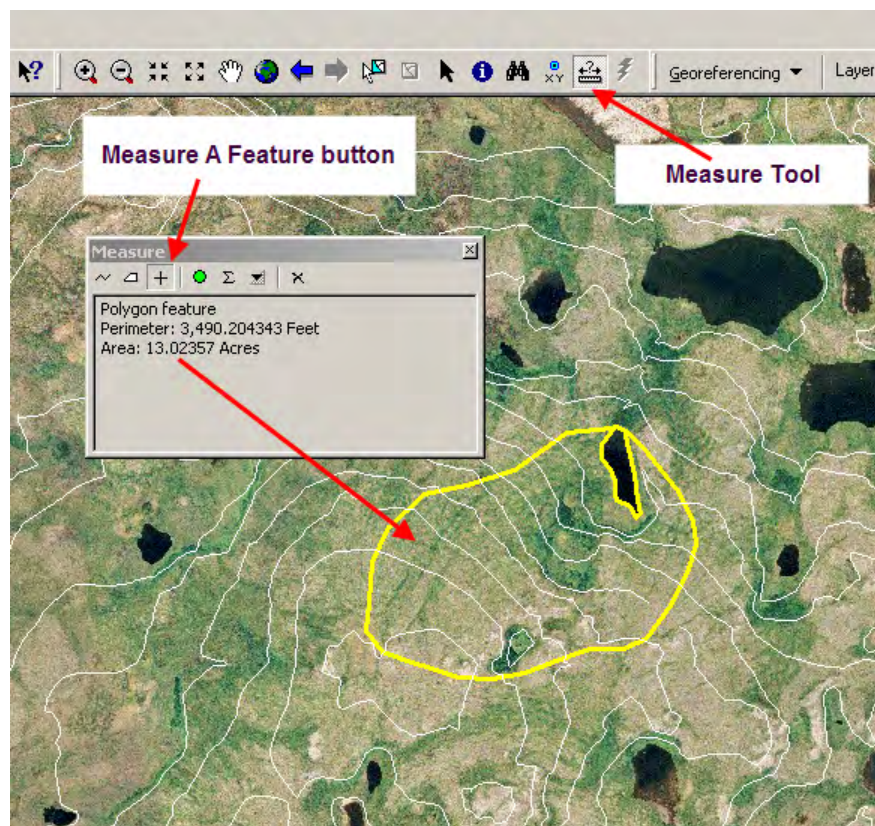 XY
Georeferencing
Layer
Measure A Feature button
Measure Tool
Measure
Polygon feature
Perimeter: 3,490.204343 Feet
Area: 13.02357 Acres